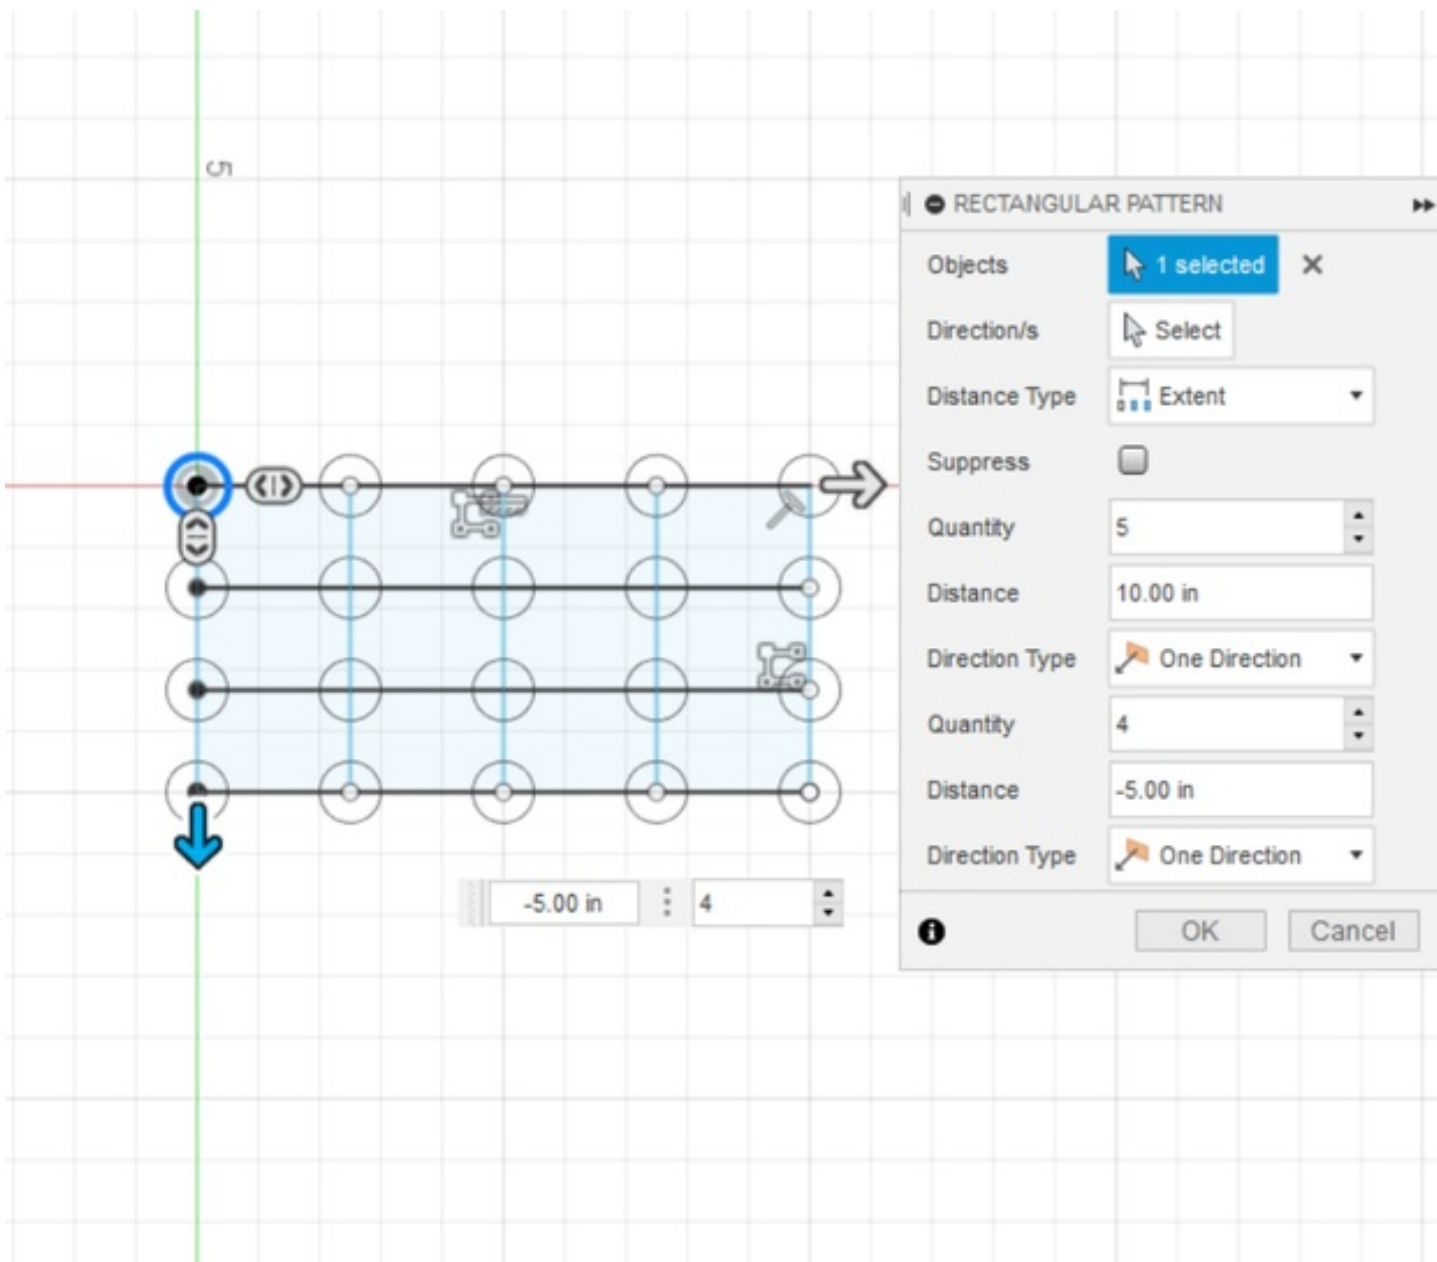 5
RECTANGULAR PATTERN
Objects 1 selected
Direction/s Select
Distance Type Extent
Suppress
Quantity 5
Distance 10.00 in
Direction Type One Direction
Quantity 4
Distance -5.00 in
Direction Type One Direction
-5.00 in 4
OK Cancel